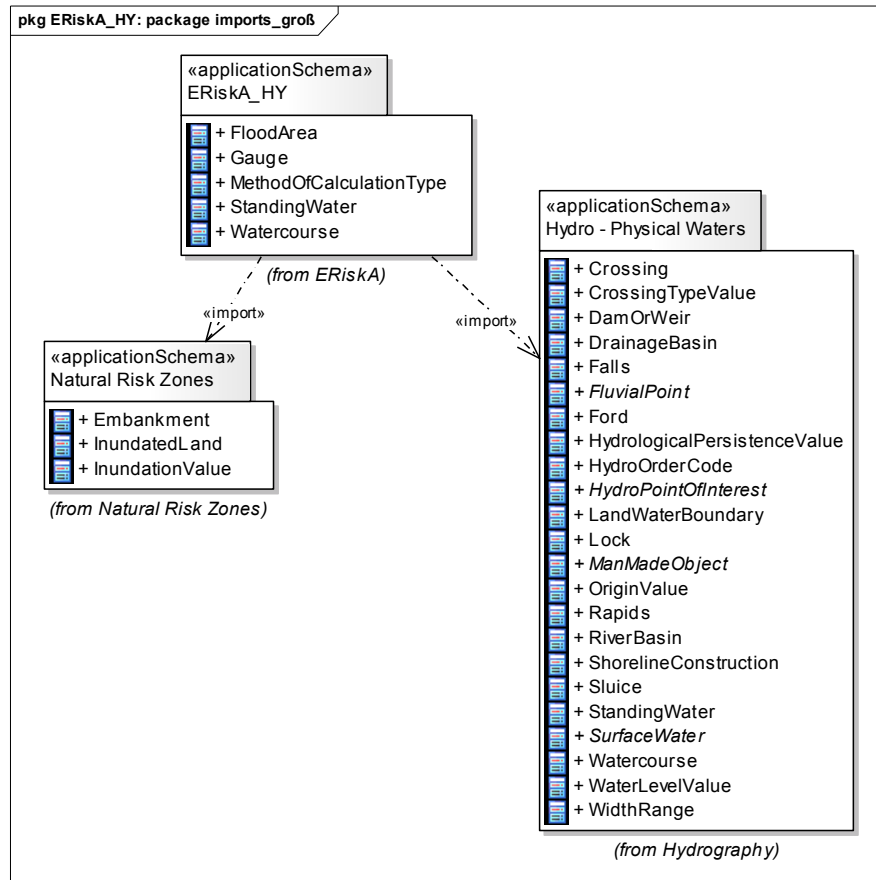 pkg ERiskA_HY: package imports_groß
«applicationSchema»
ERiskA_HY
+ FloodArea
+ Gauge
+ MethodOfCalculationType
+ StandingWater
+ Watercourse
(from ERiskA)
«import»
«import»
«applicationSchema»
Natural Risk Zones
+ Embankment
+ InundatedLand
+ InundationValue
(from Natural Risk Zones)
«applicationSchema»
Hydro - Physical Waters
+ Crossing
+ CrossingTypeValue
+ DamOrWeir
+ DrainageBasin
+ Falls
+ FluvialPoint
+ Ford
+ HydrologicalPersistenceValue
+ HydroOrderCode
+ HydroPointOfInterest
+ LandWaterBoundary
+ Lock
+ ManMadeObject
+ OriginValue
+ Rapids
+ RiverBasin
+ ShorelineConstruction
+ Sluice
+ StandingWater
+ SurfaceWater
+ Watercourse
+ WaterLevelValue
+ WidthRange
(from Hydrography)